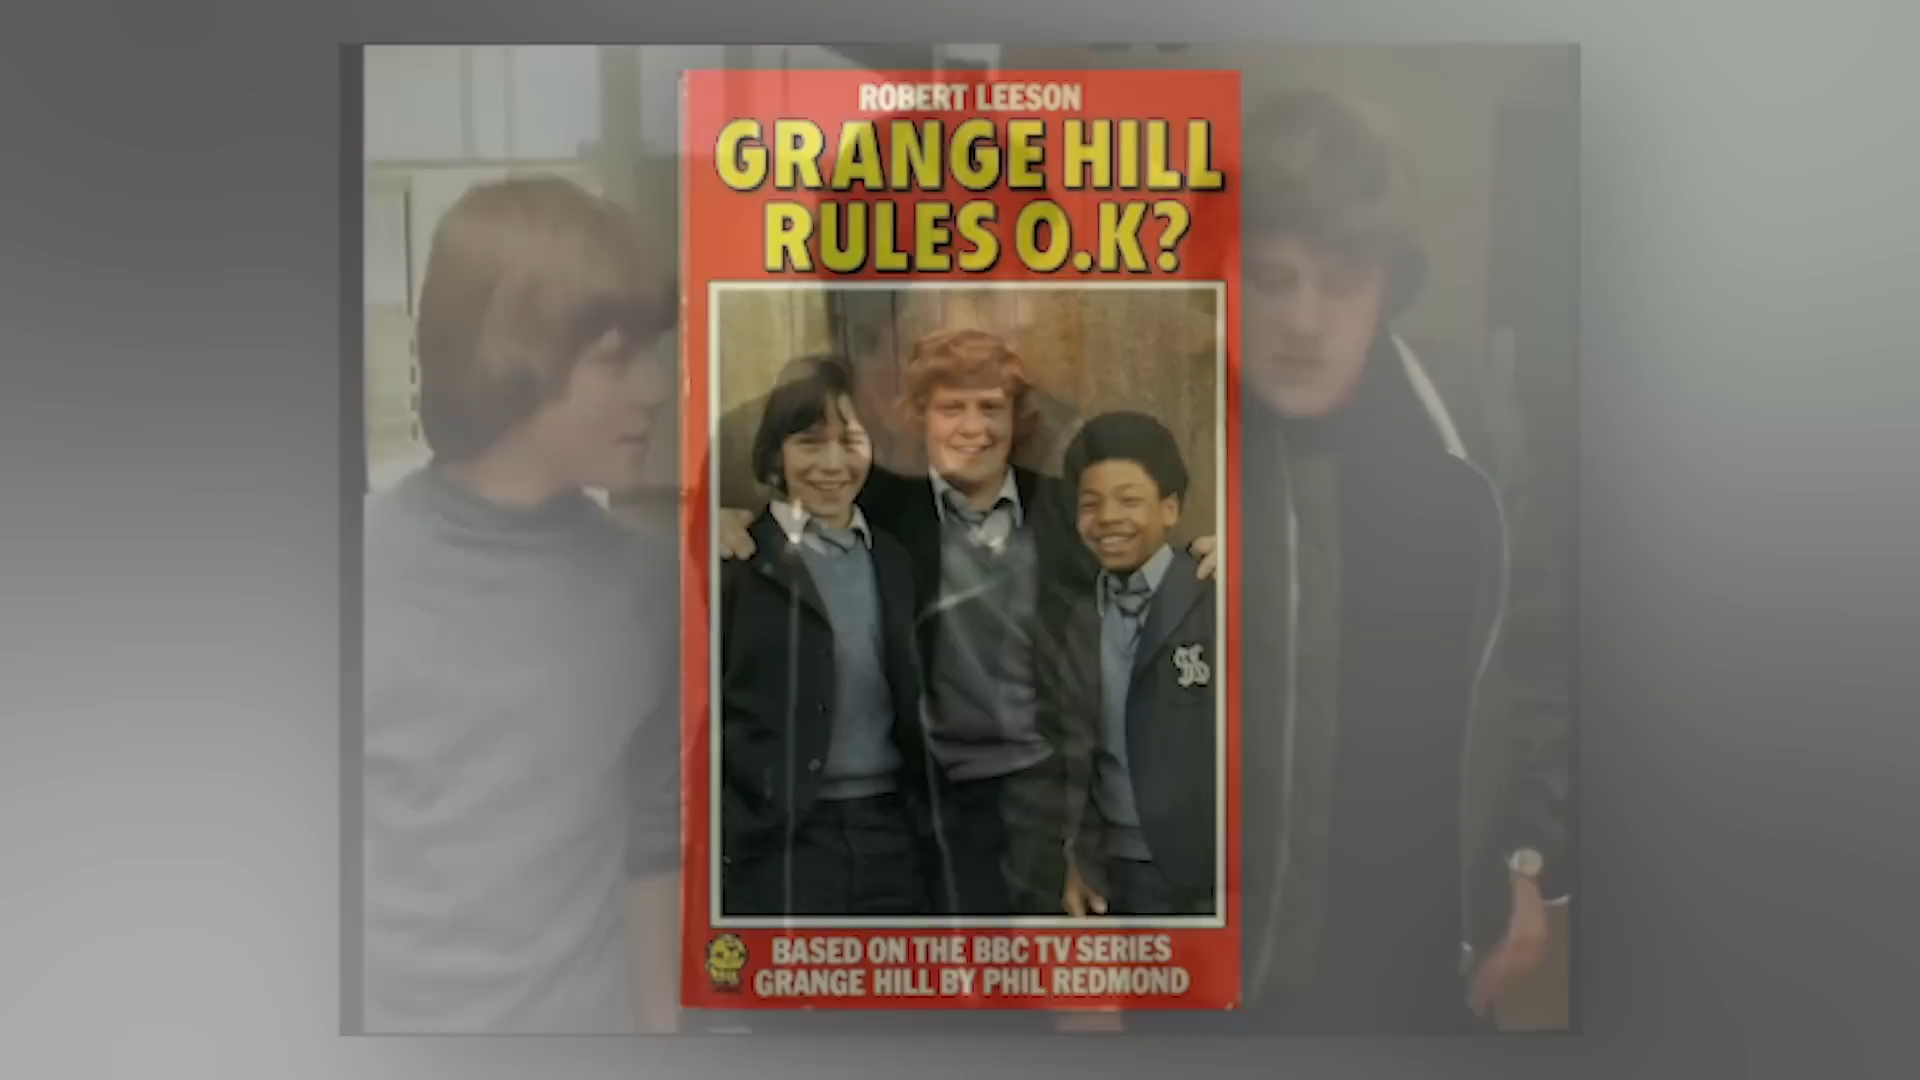 ROBERT LEESON
GRANGE HILL
RULES O.K?
BASED ON THE BBC TV SERIES
GRANGE HILL BY PHIL REDMOND